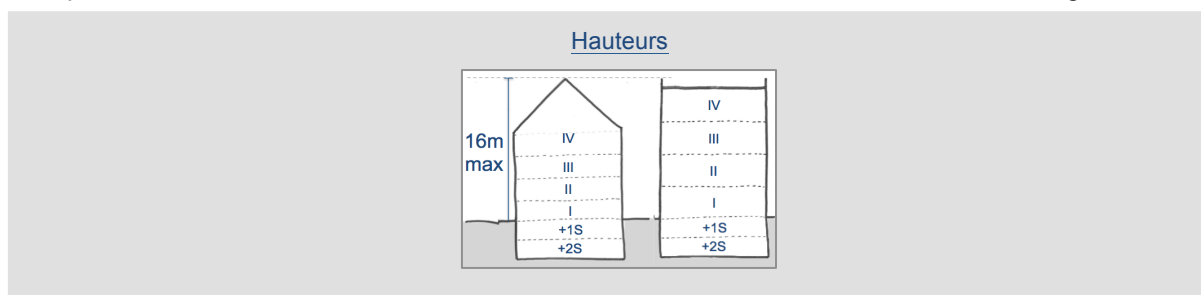 Hauteurs
16m
max
IV
III
II
I
+1S
+2S
IV
III
II
I
+1S
+2S